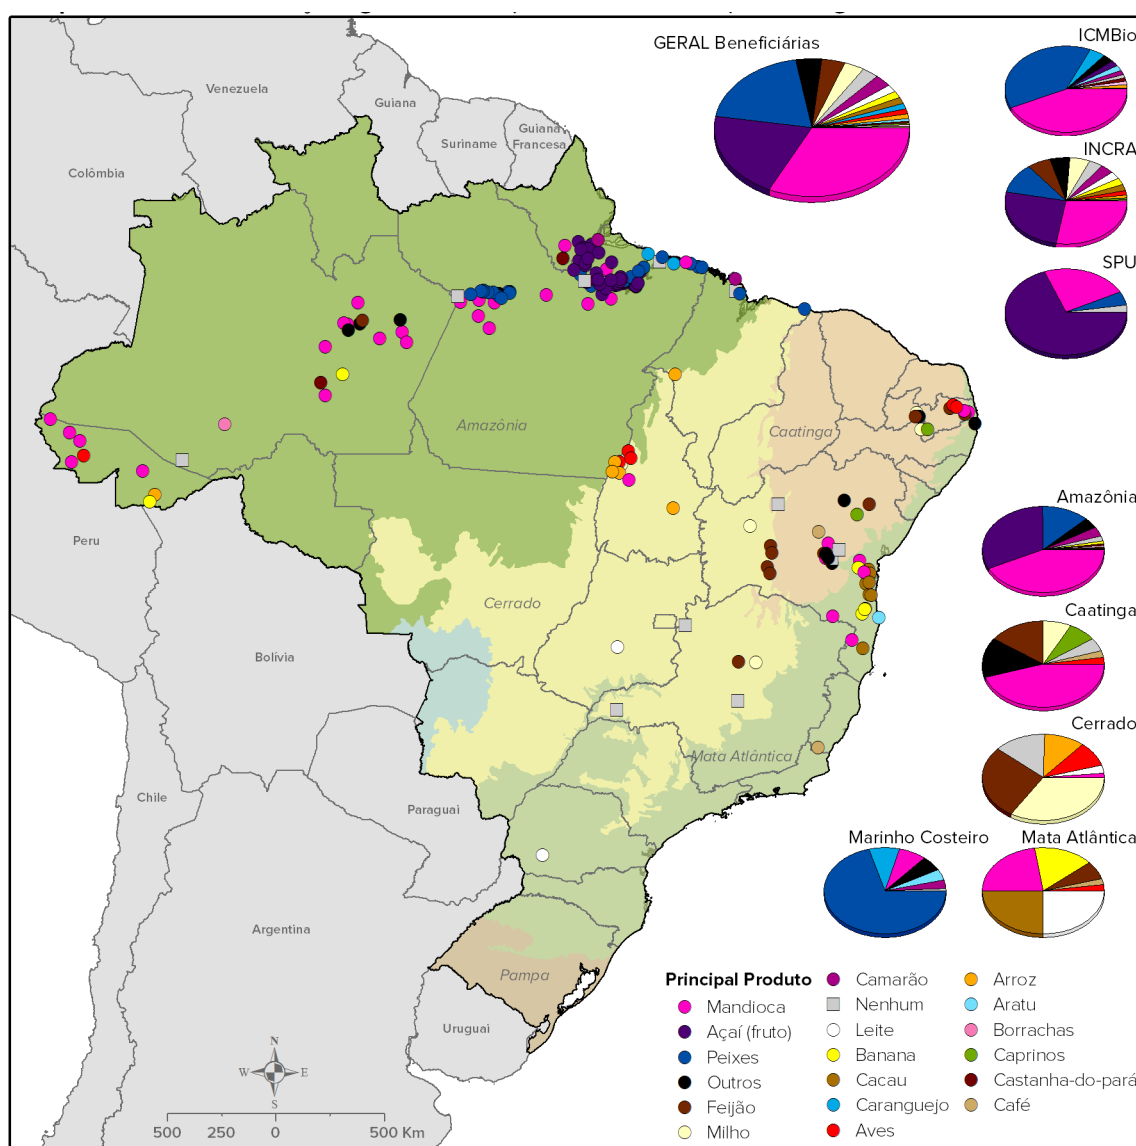 GERAL Beneficiárias
ICMBio
INCRA
SPU
Venezuela
Guiana
Suriname
Guiana
Francesa
Colômbia
Amazônia
Caatinga
Cerrado
Mata Atlântica
Pampa
Peru
Bolívia
Chile
Paraguai
Argentina
Uruguai
Amazônia
Caatinga
Cerrado
Marinho Costeiro
Mata Atlântica
Principal Produto
Mandioca
Açaí (fruto)
Peixes
Outros
Feijão
Milho
Camarão
Nenhum
Leite
Banana
Cacau
Caranguejo
Aves
Arroz
Aratu
Borrachas
Caprinos
Castanha-do-pará
Café
N
W E
S
500 250 0 500 Km